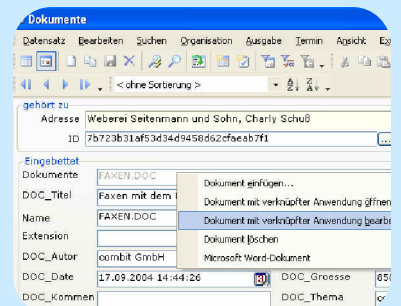 Dokumente
Datensatz Bearbeiten Suchen Organisation Ausgabe Termin Ansicht
< ohne Sortierung >
gehört zu
Adresse Weberei Seitenmann und Sohn, Charly Schuß
ID 7b723b31af53d34d9458d62cfaeab7f1 ...
Eingebettet
Dokumente FAXEN.DOC
Dokument einfügen...
DOC_Titel Faxen mit dem
Dokument mit verknüpfter Anwendung öffnen
Name FAXEN.DOC
Dokument mit verknüpfter Anwendung bearbe
Extension
Dokument löschen
DOC_Autor combit GmbH
Microsoft Word-Dokument
DOC_Date 17.09.2004 14:44:26 DOC_Groesse 850
DOC_Kommen DOC_Thema